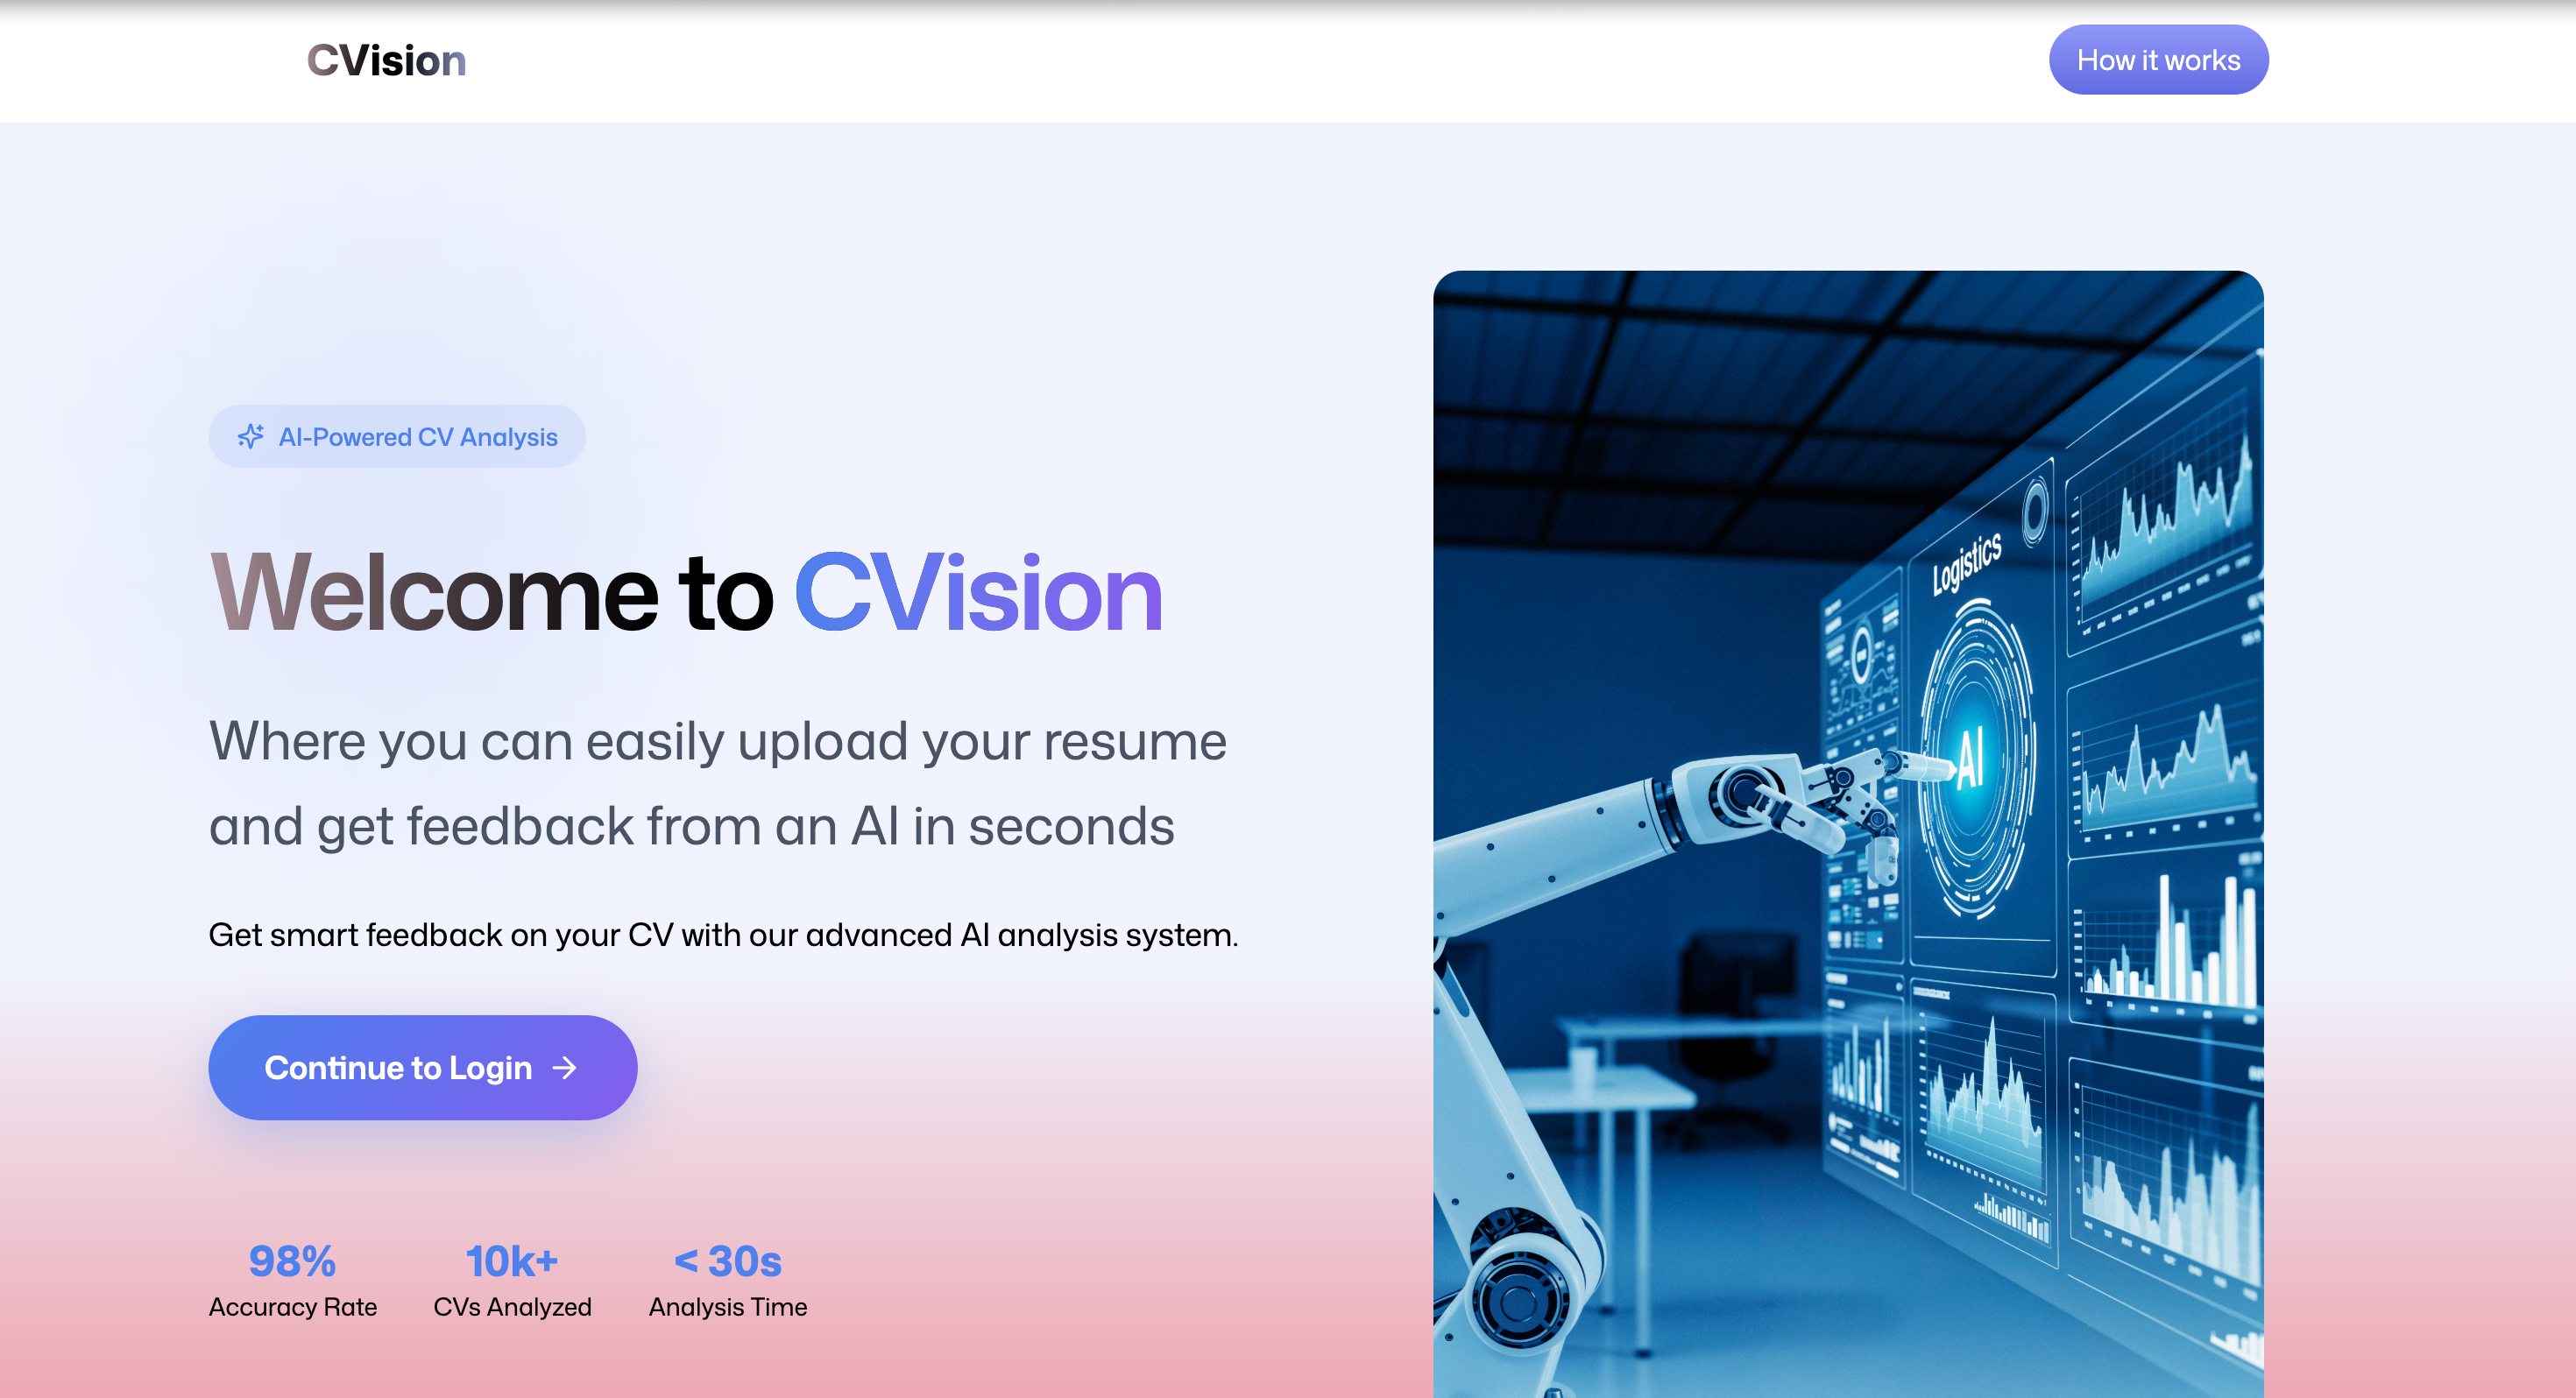 CVision
How it works
AI-Powered CV Analysis
Welcome to CVision
Where you can easily upload your resume
and get feedback from an AI in seconds
Get smart feedback on your CV with our advanced AI analysis system.
Continue to Login
98%
Accuracy Rate
10k+
CVs Analyzed
< 30s
Analysis Time
Logistics
AI